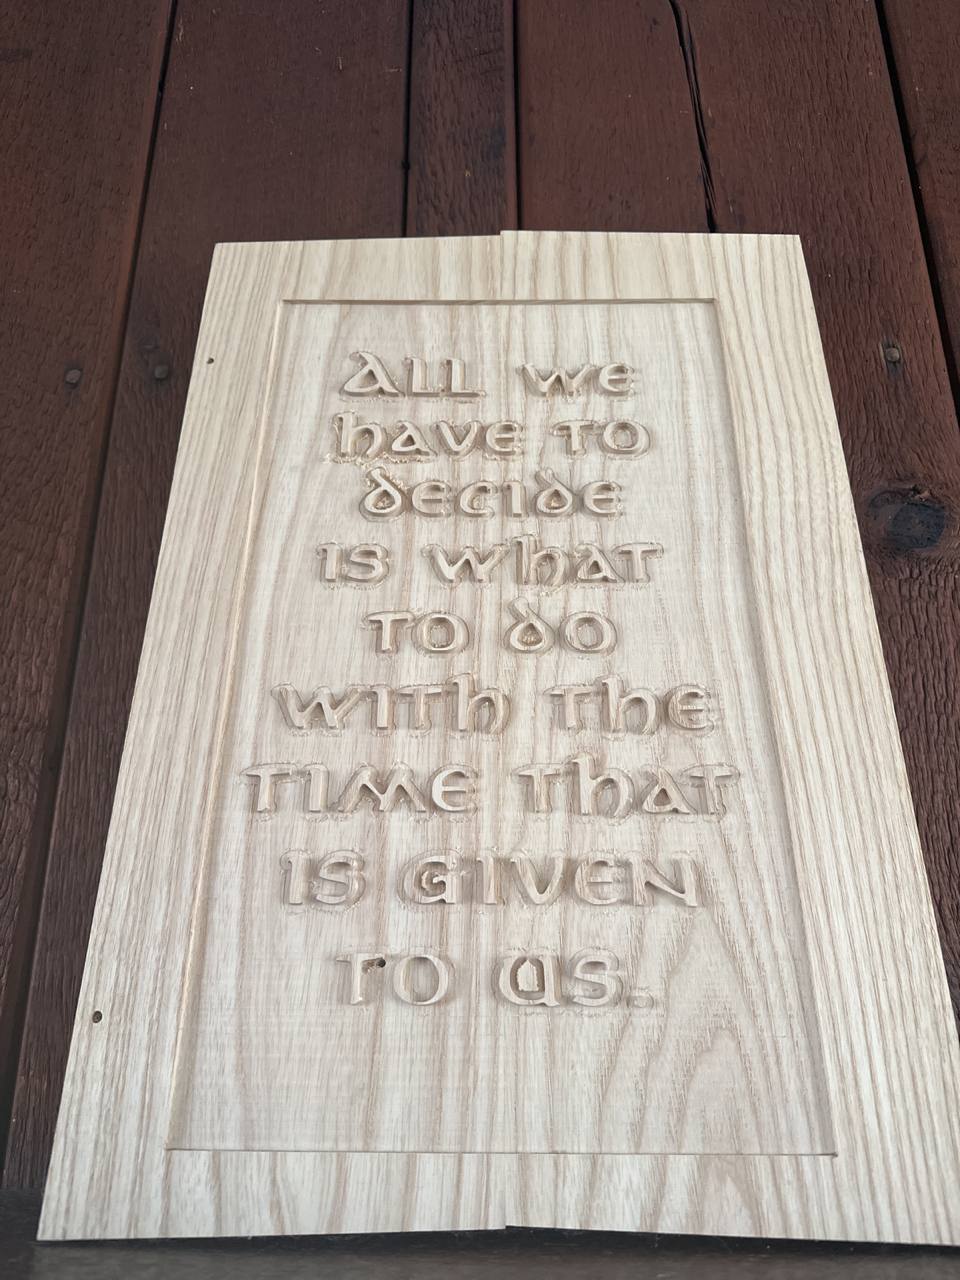 All we
have to
decide
is what
to do
with the
time that
is given
to us.